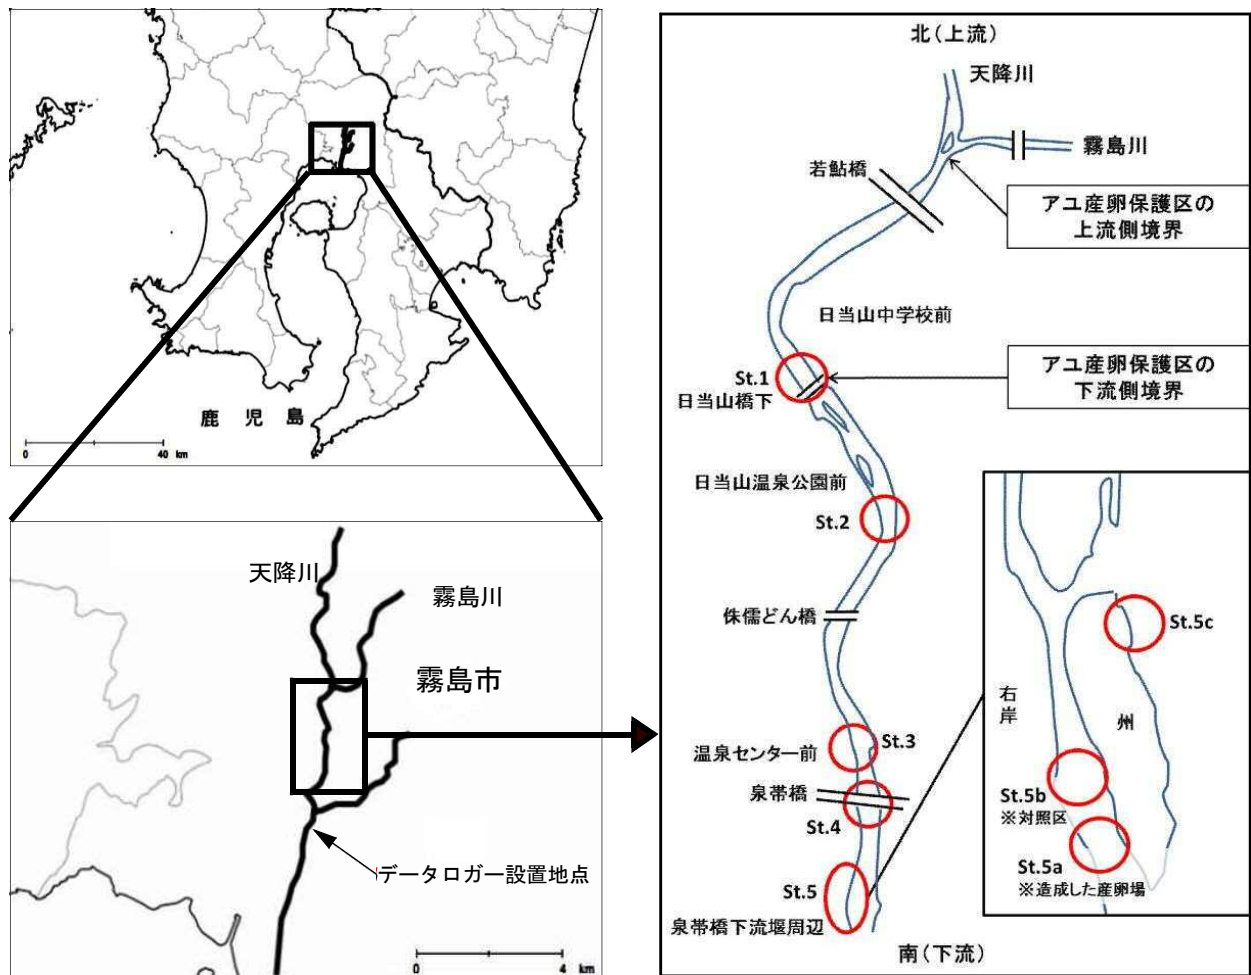 鹿児島
0 40 km
天降川
霧島川
霧島市
データロガー設置地点
0 4 km
北(上流)
天降川
霧島川
若鮎橋
アユ産卵保護区の
上流側境界
日当山中学校前
St.1
日当山橋下
アユ産卵保護区の
下流側境界
日当山温泉公園前
St.2
侏儒どん橋
St.3
温泉センター前
泉帯橋
St.4
St.5
泉帯橋下流堰周辺
南(下流)
右岸
州
St.5c
St.5b
※対照区
St.5a
※造成した産卵場